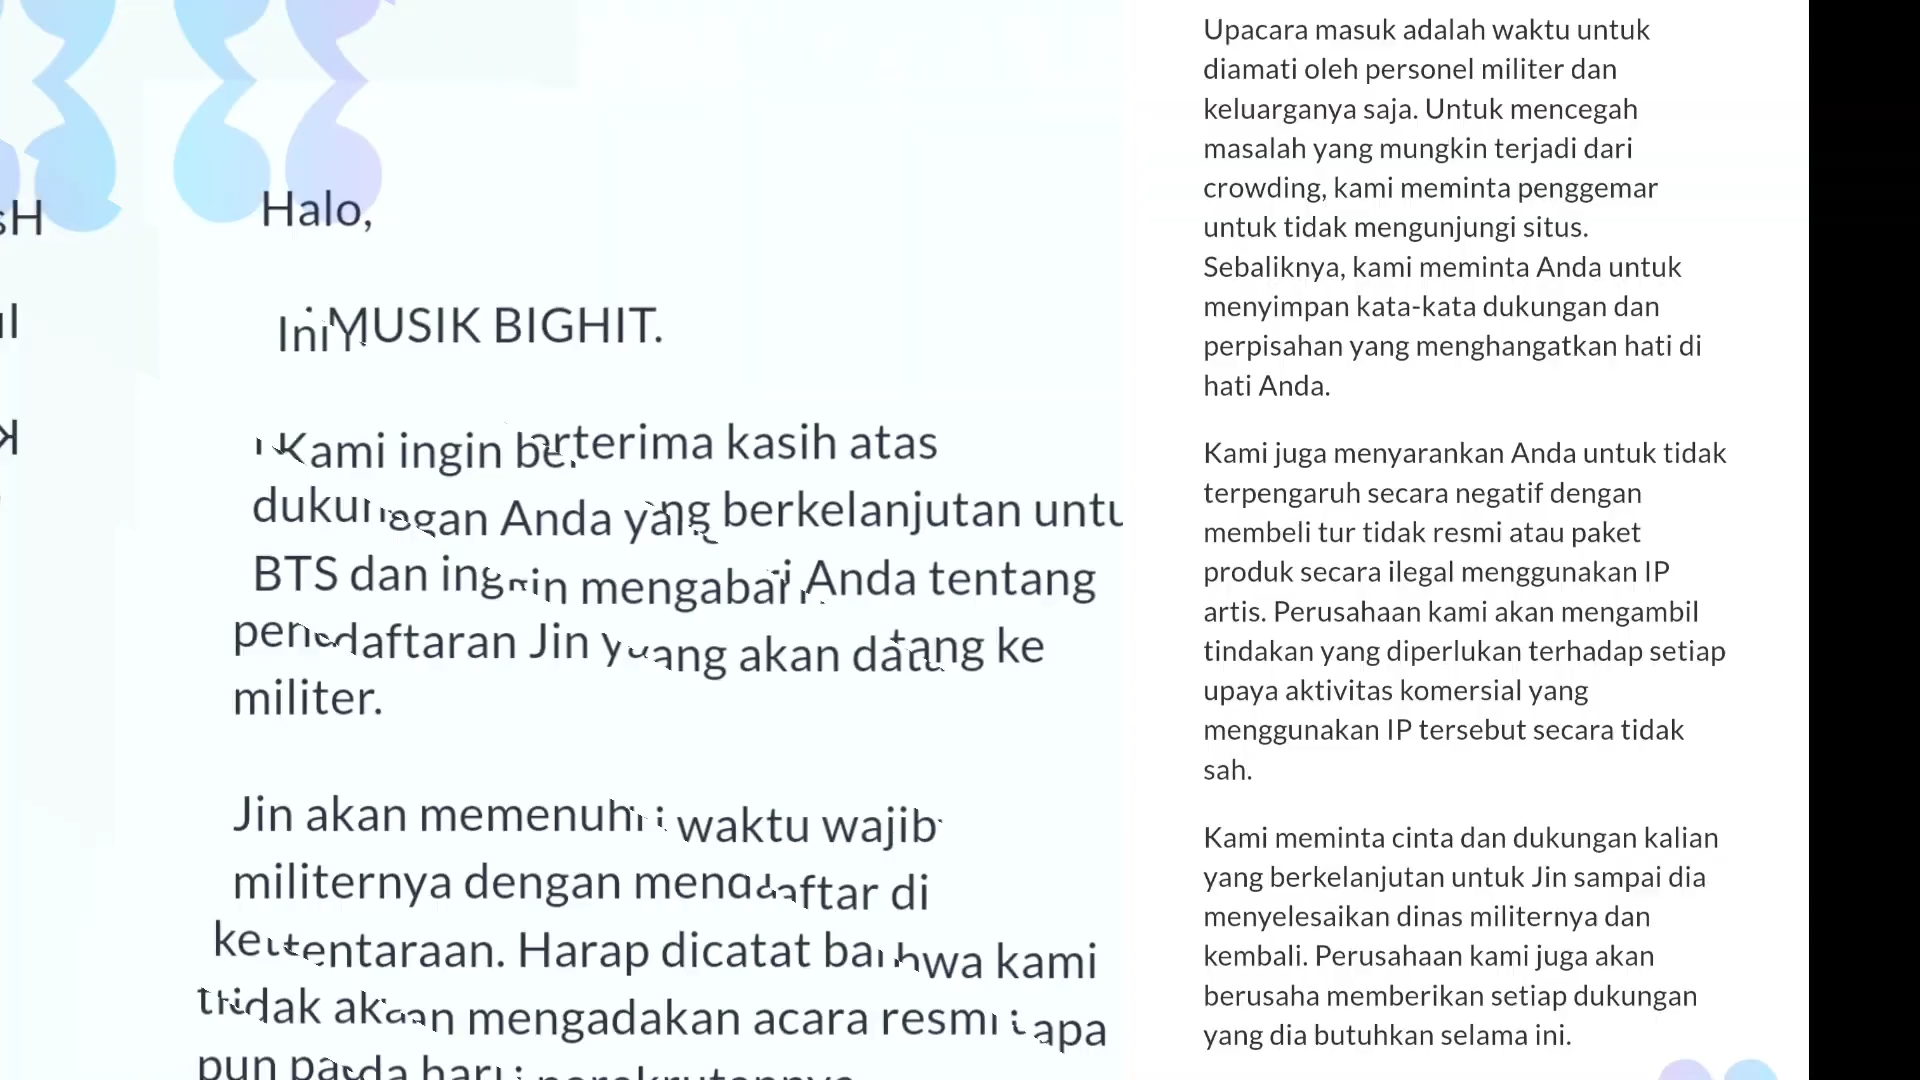 Halo,
Ini MUSIK BIGHIT.
Kami ingin berterima kasih atas
dukungan Anda yang berkelanjutan untu
BTS dan ingin mengabari Anda tentang
pendaftaran Jin yang akan datang ke
militer.
Jin akan memenuhi waktu wajib
militernya dengan mendaftar di
ketentaraan. Harap dicatat bahwa kami
tidak akan mengadakan acara resmi apa
pun pada hari perekrutannya
Upacara masuk adalah waktu untuk
diamati oleh personel militer dan
keluarganya saja. Untuk mencegah
masalah yang mungkin terjadi dari
crowding, kami meminta penggemar
untuk tidak mengunjungi situs.
Sebaliknya, kami meminta Anda untuk
menyimpan kata-kata dukungan dan
perpisahan yang menghangatkan hati di
hati Anda.
Kami juga menyarankan Anda untuk tidak
terpengaruh secara negatif dengan
membeli tur tidak resmi atau paket
produk secara ilegal menggunakan IP
artis. Perusahaan kami akan mengambil
tindakan yang diperlukan terhadap setiap
upaya aktivitas komersial yang
menggunakan IP tersebut secara tidak
sah.
Kami meminta cinta dan dukungan kalian
yang berkelanjutan untuk Jin sampai dia
menyelesaikan dinas militernya dan
kembali. Perusahaan kami juga akan
berusaha memberikan setiap dukungan
yang dia butuhkan selama ini.